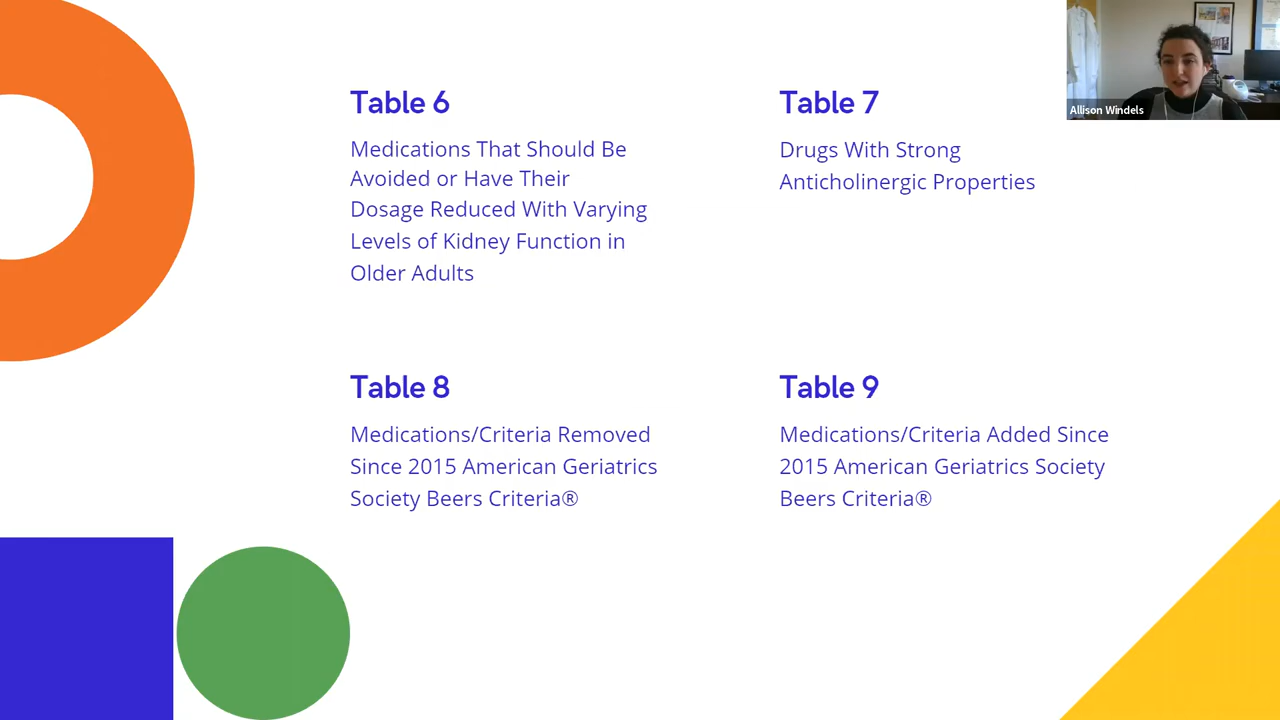 Table 6
Medications That Should Be
Avoided or Have Their
Dosage Reduced With Varying
Levels of Kidney Function in
Older Adults
Table 7
Drugs With Strong
Anticholinergic Properties
Allison Windels
Table 8
Medications/Criteria Removed
Since 2015 American Geriatrics
Society Beers Criteria®
Table 9
Medications/Criteria Added Since
2015 American Geriatrics Society
Beers Criteria®